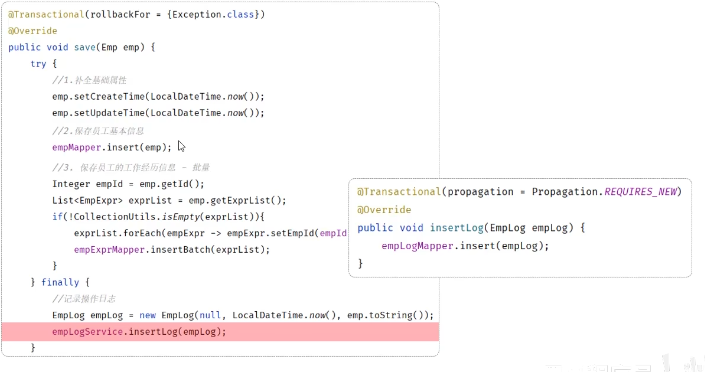 @Transactional(rollbackFor = {Exception.class})
@Override
public void save(Emp emp) {
try {
//1.补全基础属性
emp.setCreateTime(LocalDateTime.now());
emp.setUpdateTime(LocalDateTime.now());
//2.保存员工基本信息
empMapper.insert(emp);
//3. 保存员工的工作经历信息 - 批量
Integer empId = emp.getId();
List<EmpExpr> exprList = emp.getExprList();
if(!CollectionUtils.isEmpty(exprList)){
exprList.forEach(empExpr -> empExpr.setEmpId(empId
empExprMapper.insertBatch(exprList);
}
} finally {
//记录操作日志
EmpLog empLog = new EmpLog(null, LocalDateTime.now(), emp.toString());
empLogService.insertLog(empLog);
}
@Transactional(propagation = Propagation.REQUIRES_NEW)
@Override
public void insertLog(EmpLog empLog) {
empLogMapper.insert(empLog);
}